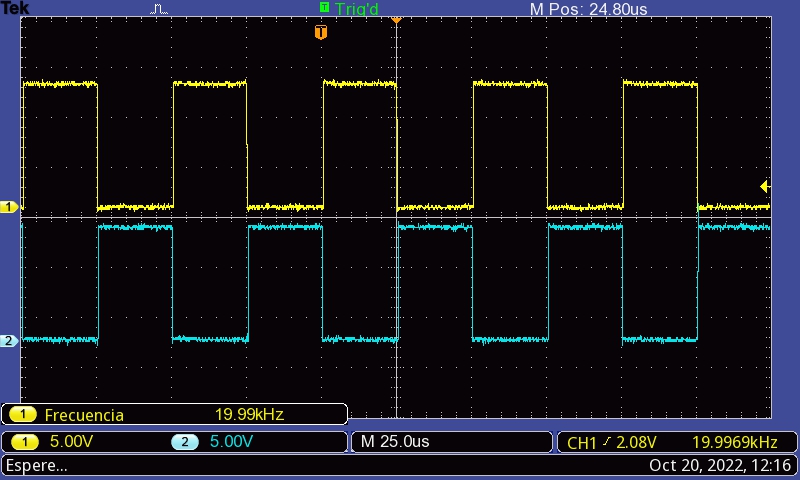 Tek T Trig'd M Pos: 24.80us
T
1
2
1 Frecuencia 19.99kHz
1 5.00V 2 5.00V M 25.0us CH1 2.08V 19.9969kHz
Espere... Oct 20, 2022, 12:16